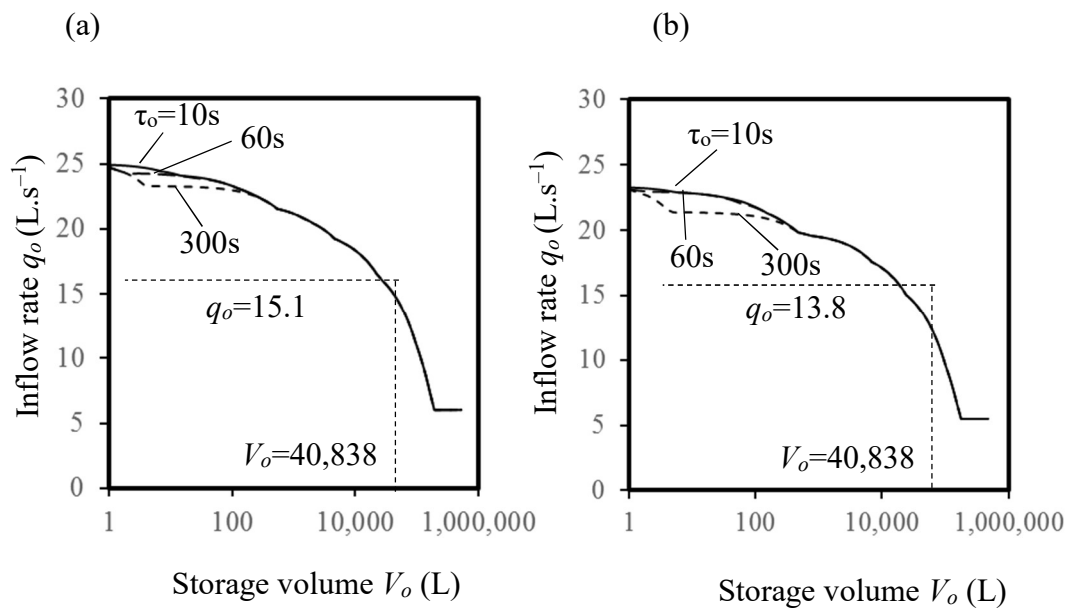 (a)
30
25
20
15
10
5
0
Inflow rate qₒ (L.s⁻¹)
τₒ=10s
60s
300s
qₒ=15.1
Vₒ=40,838
1 100 10,000 1,000,000
Storage volume Vₒ (L)
(b)
30
25
20
15
10
5
0
Inflow rate qₒ (L.s⁻¹)
τₒ=10s
60s
300s
qₒ=13.8
Vₒ=40,838
1 100 10,000 1,000,000
Storage volume Vₒ (L)